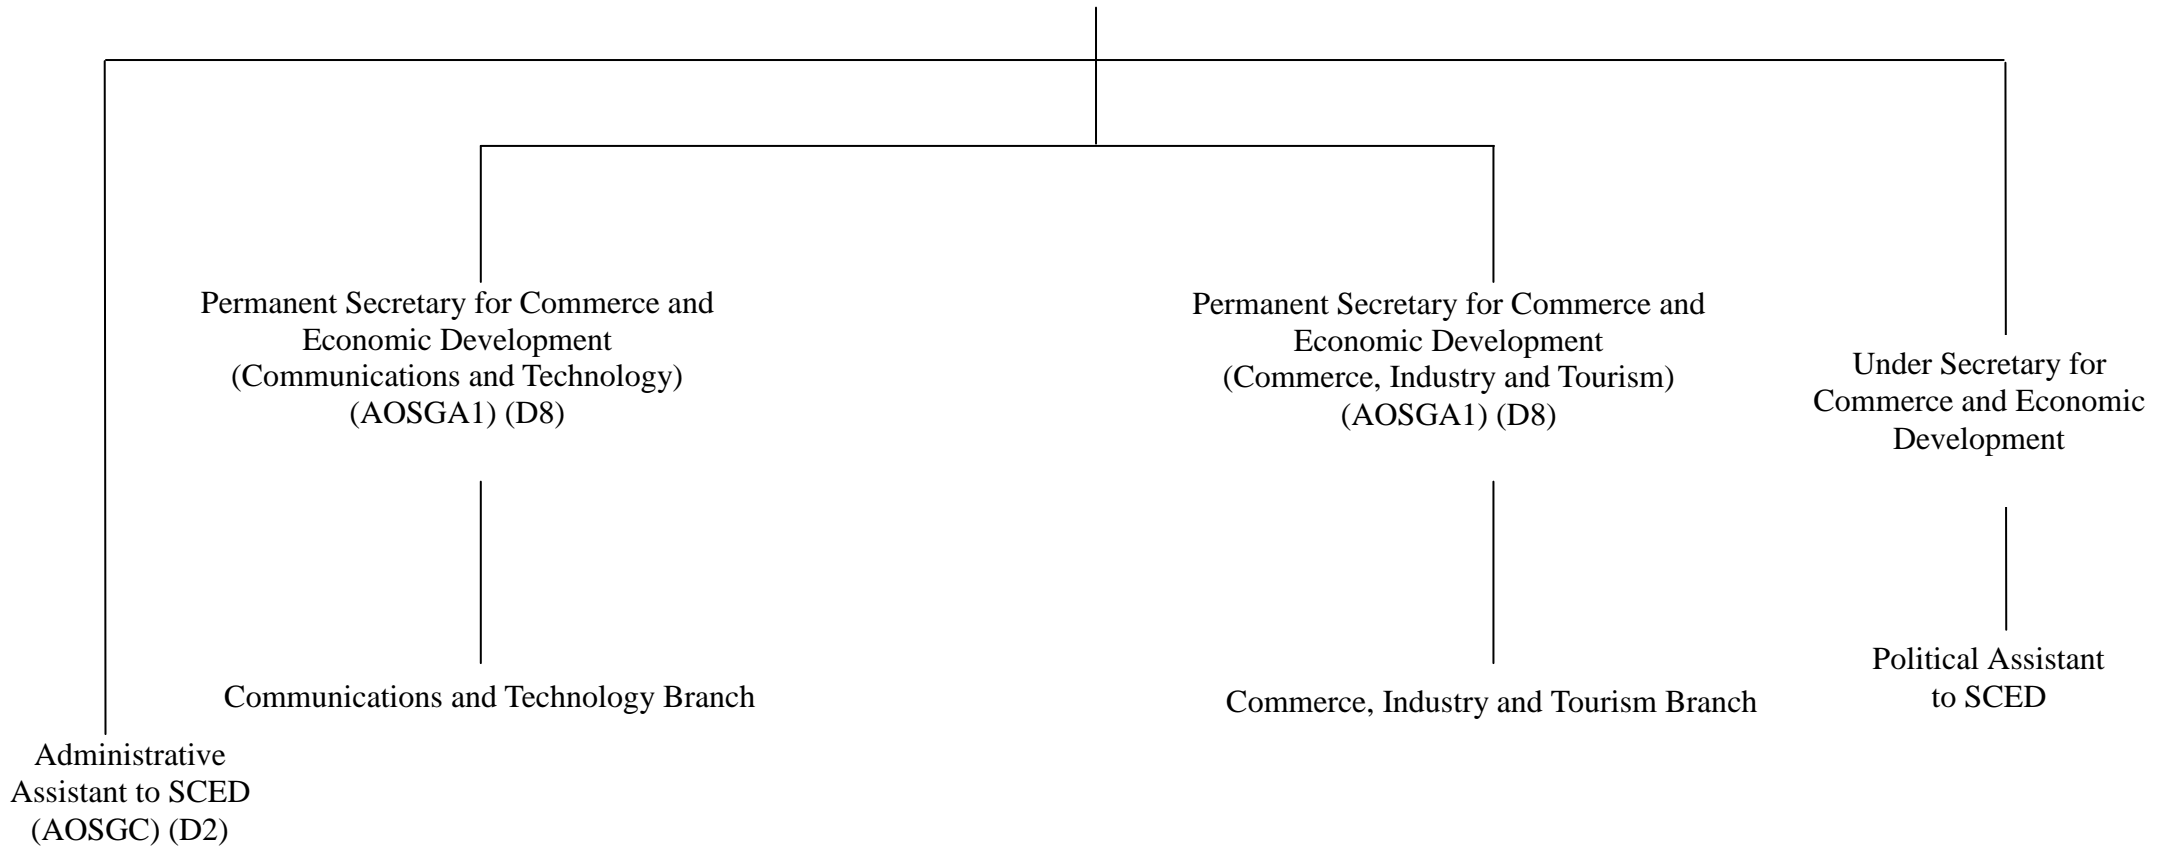 Permanent Secretary for Commerce and
Economic Development
(Communications and Technology)
(AOSGA1) (D8)
Permanent Secretary for Commerce and
Economic Development
(Commerce, Industry and Tourism)
(AOSGA1) (D8)
Under Secretary for
Commerce and Economic
Development
Communications and Technology Branch
Commerce, Industry and Tourism Branch
Political Assistant
to SCED
Administrative
Assistant to SCED
(AOSGC) (D2)